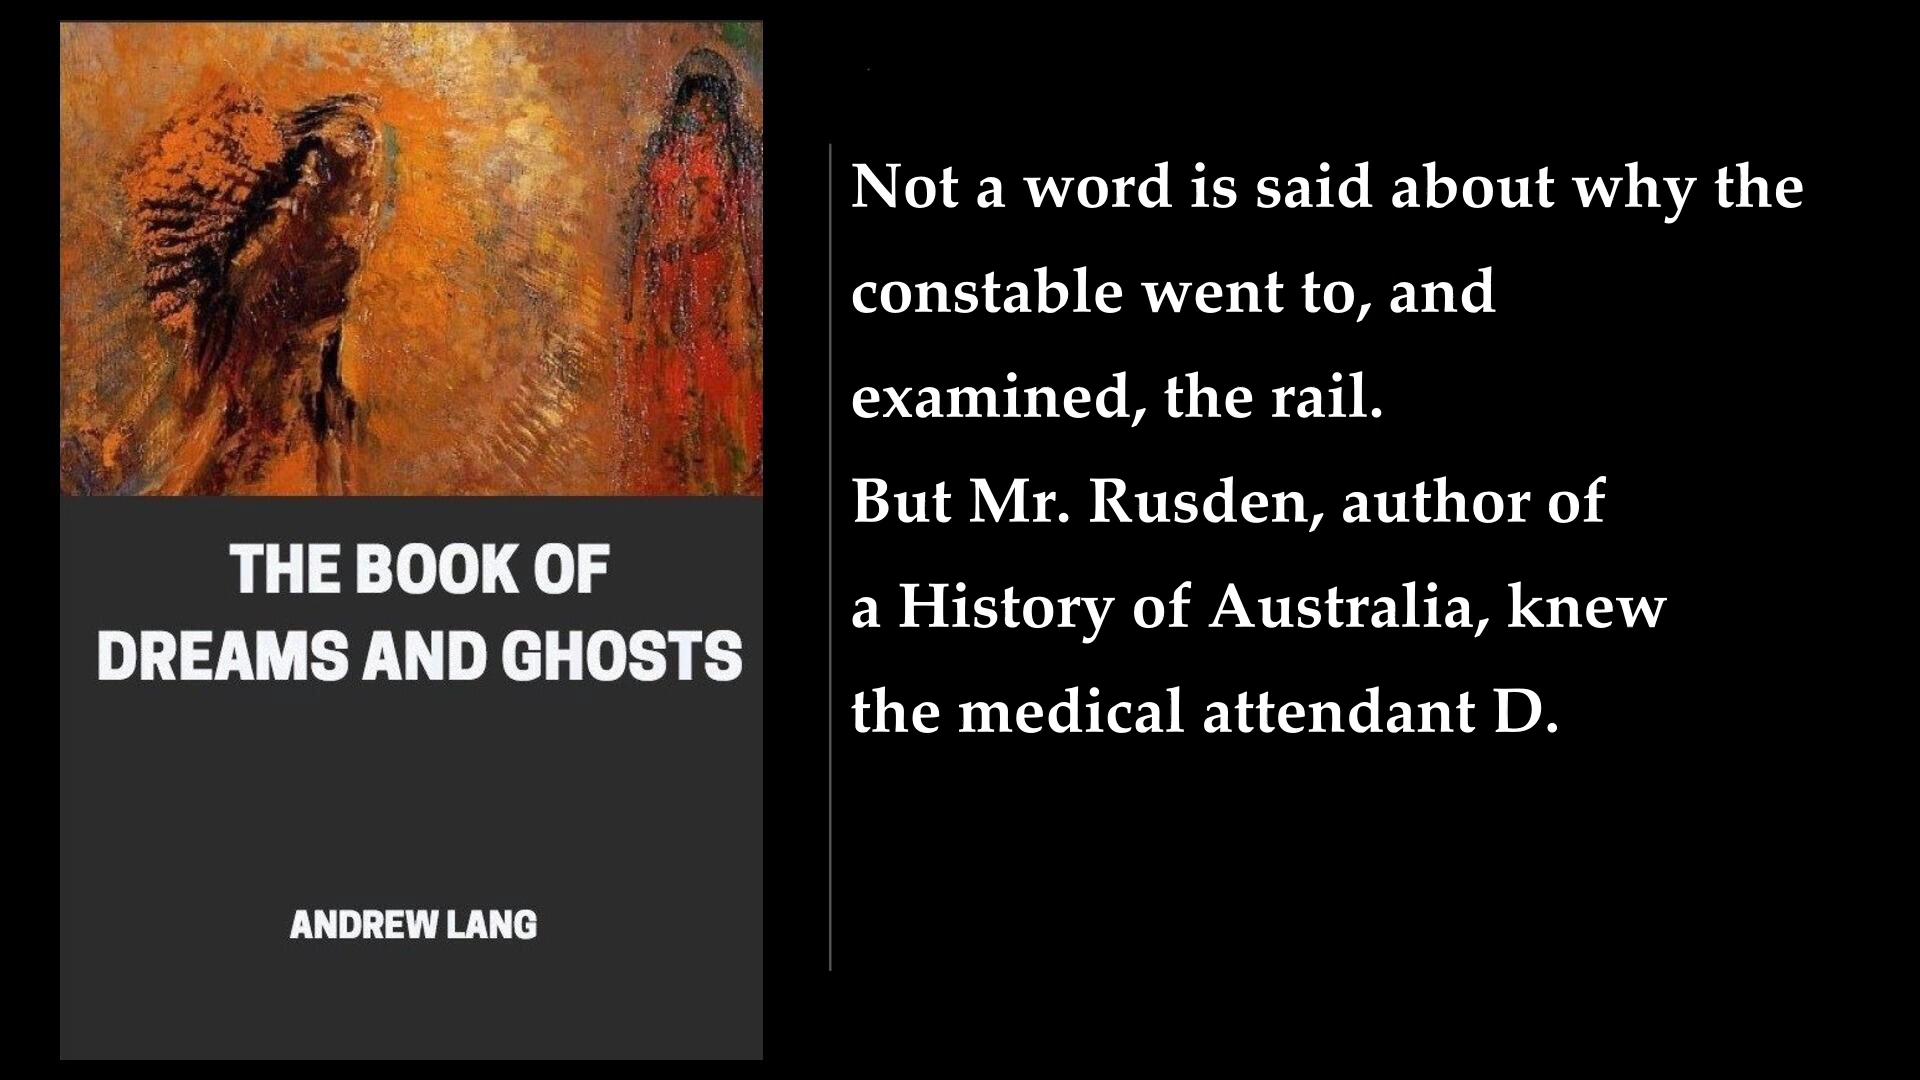 THE BOOK OF
DREAMS AND GHOSTS
ANDREW LANG
Not a word is said about why the
constable went to, and
examined, the rail.
But Mr. Rusden, author of
a History of Australia, knew
the medical attendant D.